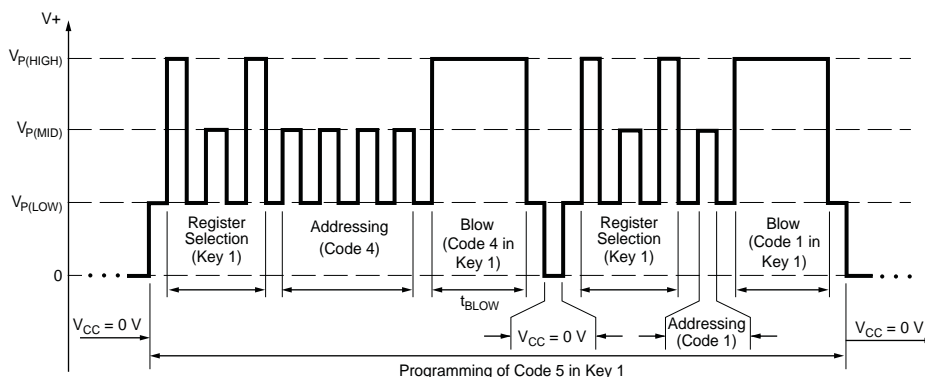 V+
VP(HIGH)
VP(MID)
VP(LOW)
0
Register
Selection
(Key 1)
Addressing
(Code 4)
Blow
(Code 4 in
Key 1)
Register
Selection
(Key 1)
Blow
(Code 1 in
Key 1)
tBLOW
VCC = 0 V
VCC = 0 V
Addressing
(Code 1)
VCC = 0 V
Programming of Code 5 in Key 1